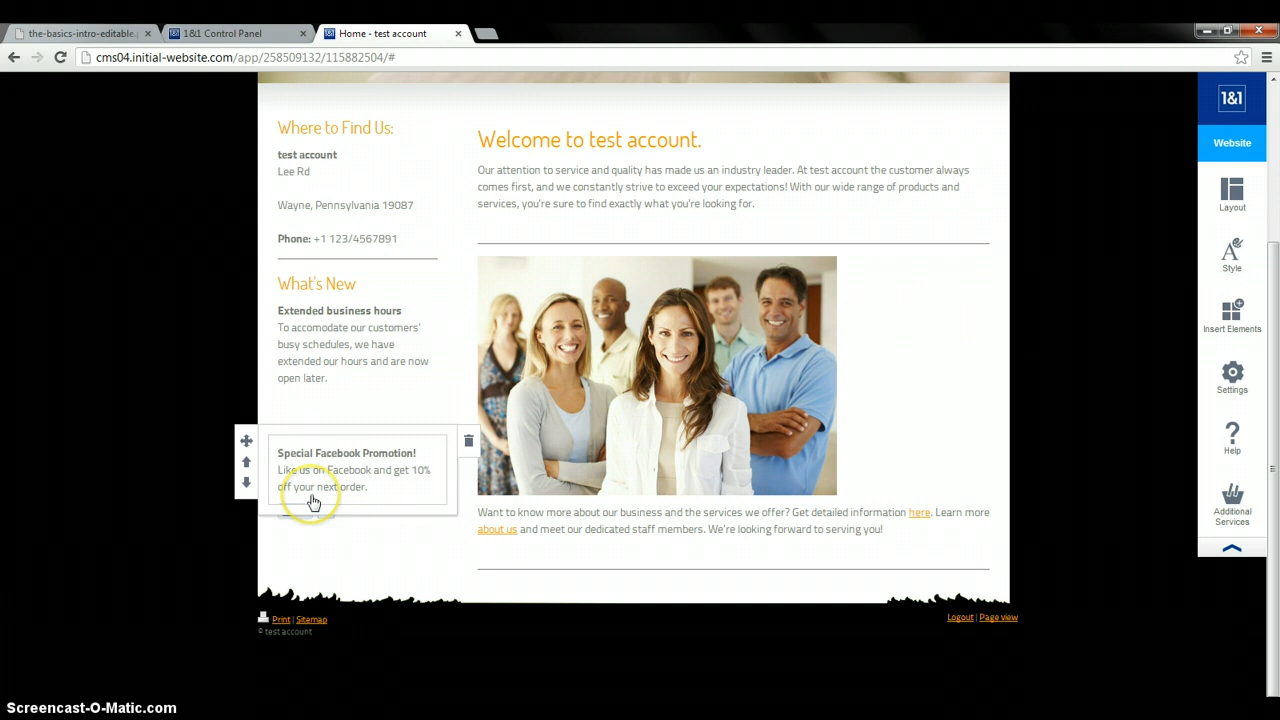 the-basics-intro-editable.
1&1 Control Panel
Home - test account
cms04.initial-website.com/app/258509132/115882504/#
Where to Find Us:
test account
Lee Rd
Wayne, Pennsylvania 19087
Phone: +1 123/4567891
What's New
Extended business hours
To accomodate our customers'
busy schedules, we have
extended our hours and are now
open later.
Special Facebook Promotion!
Like us on Facebook and get 10%
off your next order.
Welcome to test account.
Our attention to service and quality has made us an industry leader. At test account the customer always
comes first, and we constantly strive to exceed your expectations! With our wide range of products and
services, you're sure to find exactly what you're looking for.
Want to know more about our business and the services we offer? Get detailed information here. Learn more
about us and meet our dedicated staff members. We're looking forward to serving you!
1&1
Website
Layout
Style
Insert Elements
Settings
Help
Additional
Services
Print | Sitemap
© test account
Logout | Page view
Screencast-O-Matic.com